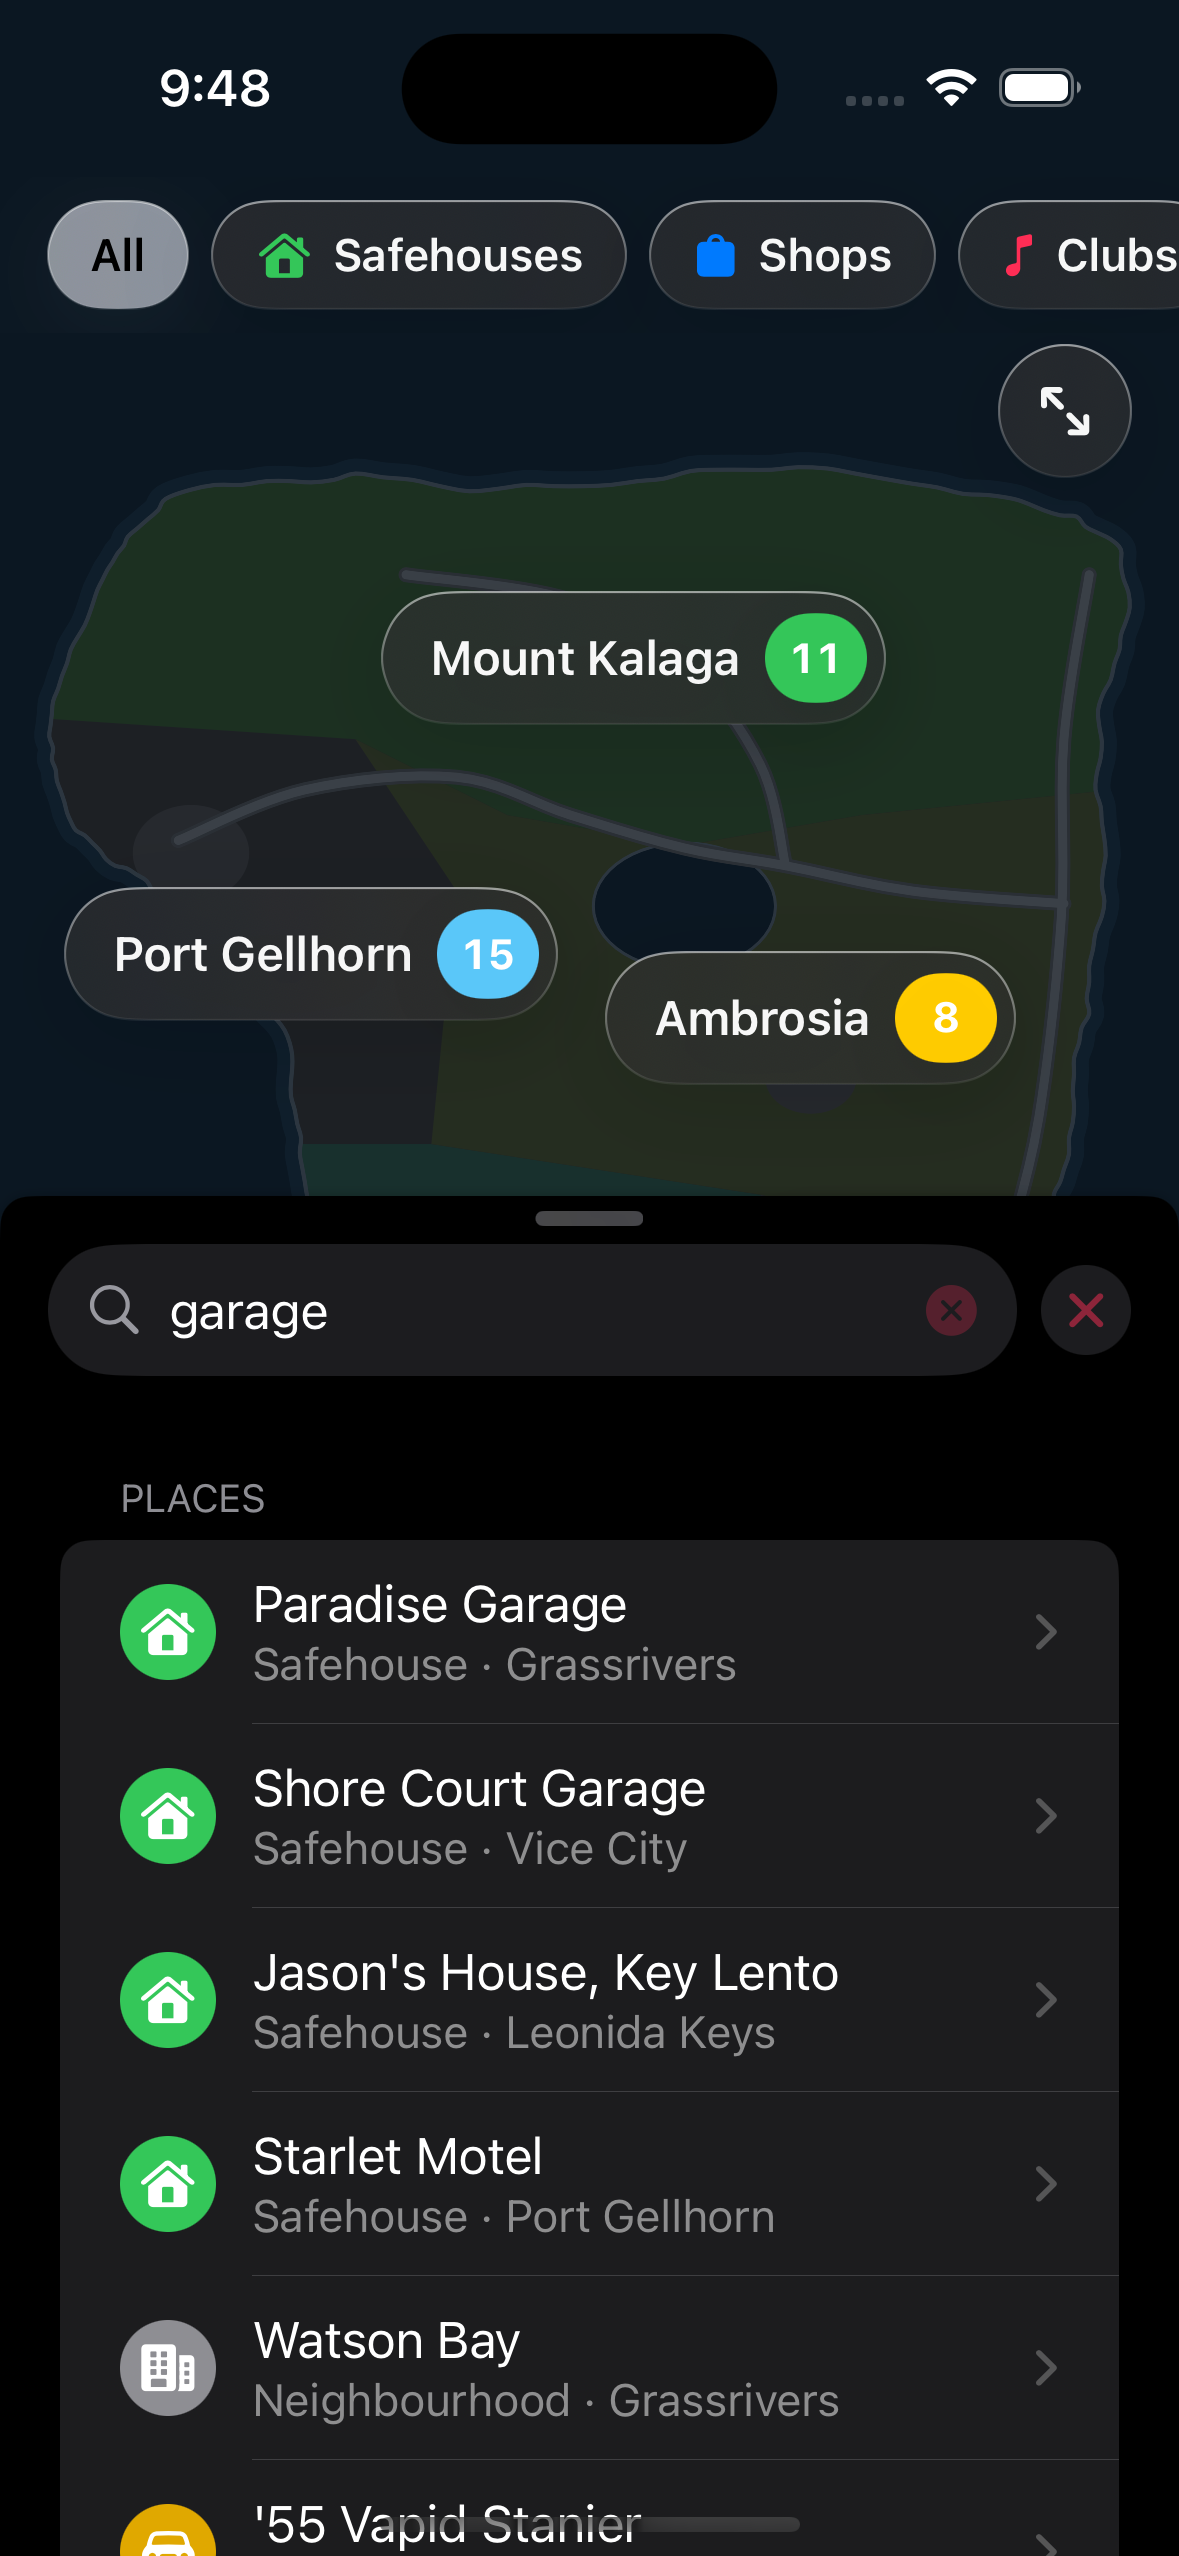 9:48
All
Safehouses
Shops
Clubs
Mount Kalaga 11
Port Gellhorn 15
Ambrosia 8
garage
PLACES
Paradise Garage
Safehouse · Grassrivers
Shore Court Garage
Safehouse · Vice City
Jason's House, Key Lento
Safehouse · Leonida Keys
Starlet Motel
Safehouse · Port Gellhorn
Watson Bay
Neighbourhood · Grassrivers
'55 Vapid Stanier